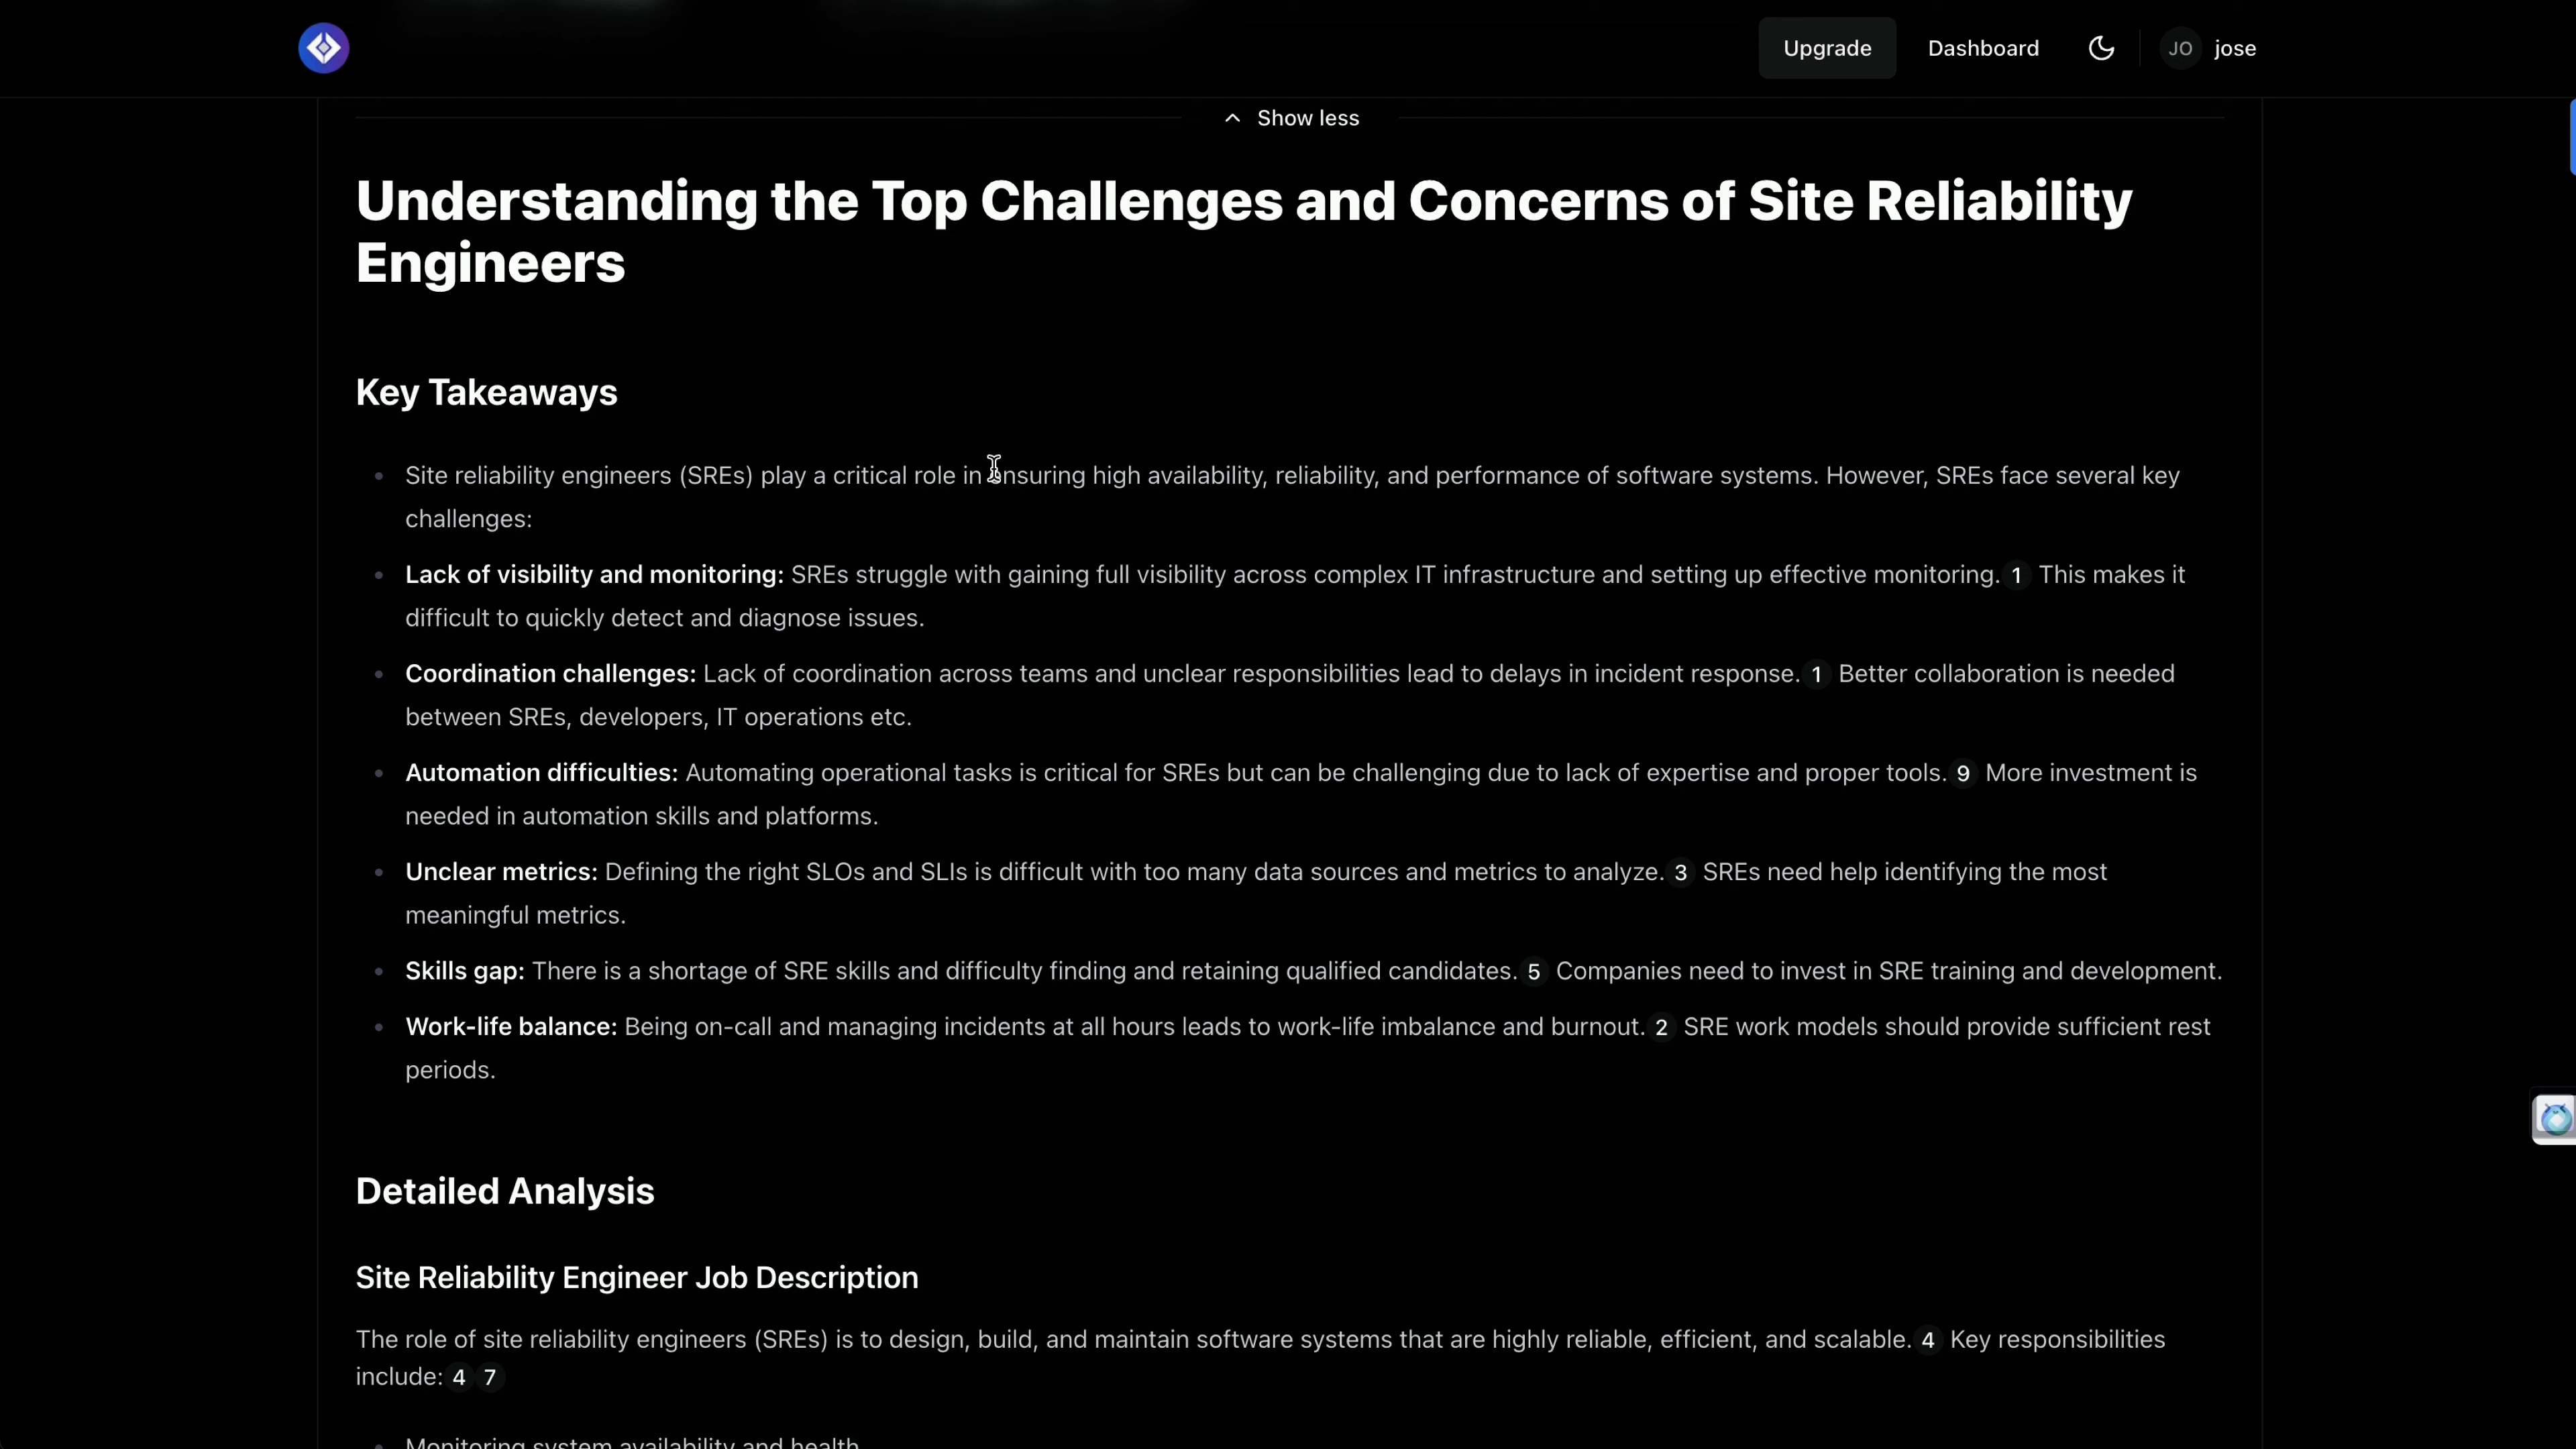 Upgrade
Dashboard
JO
jose
Show less
Understanding the Top Challenges and Concerns of Site Reliability
Engineers
Key Takeaways
Site reliability engineers (SREs) play a critical role in ensuring high availability, reliability, and performance of software systems. However, SREs face several key
challenges:
Lack of visibility and monitoring: SREs struggle with gaining full visibility across complex IT infrastructure and setting up effective monitoring. 1 This makes it
difficult to quickly detect and diagnose issues.
Coordination challenges: Lack of coordination across teams and unclear responsibilities lead to delays in incident response. 1 Better collaboration is needed
between SREs, developers, IT operations etc.
Automation difficulties: Automating operational tasks is critical for SREs but can be challenging due to lack of expertise and proper tools. 9 More investment is
needed in automation skills and platforms.
Unclear metrics: Defining the right SLOs and SLIs is difficult with too many data sources and metrics to analyze. 3 SREs need help identifying the most
meaningful metrics.
Skills gap: There is a shortage of SRE skills and difficulty finding and retaining qualified candidates. 5 Companies need to invest in SRE training and development.
Work-life balance: Being on-call and managing incidents at all hours leads to work-life imbalance and burnout. 2 SRE work models should provide sufficient rest
periods.
Detailed Analysis
Site Reliability Engineer Job Description
The role of site reliability engineers (SREs) is to design, build, and maintain software systems that are highly reliable, efficient, and scalable. 4 Key responsibilities
include: 4 7
Monitoring system availability and health